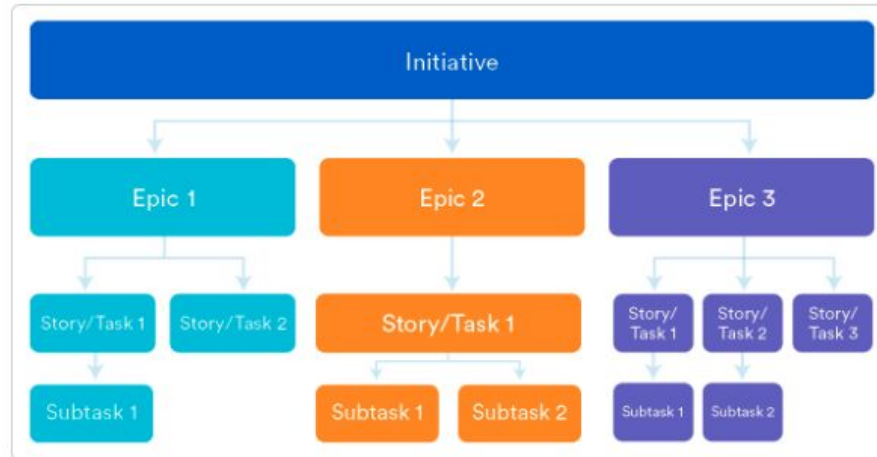 Initiative
Epic 1
Epic 2
Epic 3
Story/Task 1
Story/Task 2
Story/Task 1
Story/
Task 1
Story/
Task 2
Story/
Task 3
Subtask 1
Subtask 1
Subtask 2
Subtask 1
Subtask 2